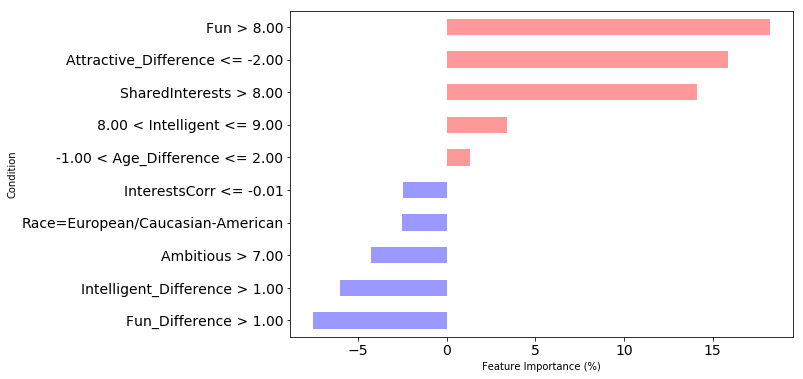 Fun > 8.00
Attractive_Difference <= -2.00
SharedInterests > 8.00
8.00 < Intelligent <= 9.00
-1.00 < Age_Difference <= 2.00
InterestsCorr <= -0.01
Race=European/Caucasian-American
Ambitious > 7.00
Intelligent_Difference > 1.00
Fun_Difference > 1.00
Condition
−5 0 5 10 15
Feature Importance (%)